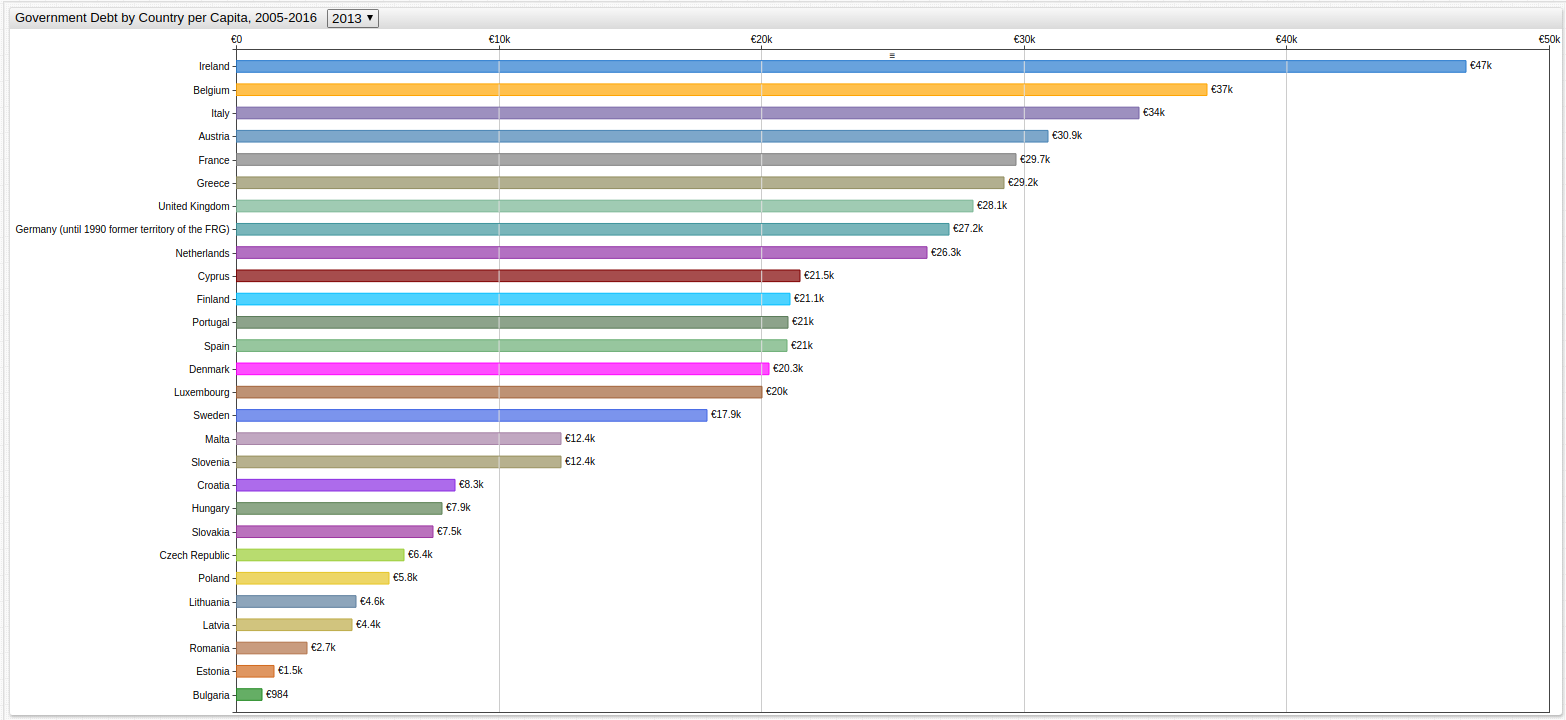 Government Debt by Country per Capita, 2005-2016 2013 ▼
€0 €10k €20k €30k €40k €50k
Ireland €47k
Belgium €37k
Italy €34k
Austria €30.9k
France €29.7k
Greece €29.2k
United Kingdom €28.1k
Germany (until 1990 former territory of the FRG) €27.2k
Netherlands €26.3k
Cyprus €21.5k
Finland €21.1k
Portugal €21k
Spain €21k
Denmark €20.3k
Luxembourg €20k
Sweden €17.9k
Malta €12.4k
Slovenia €12.4k
Croatia €8.3k
Hungary €7.9k
Slovakia €7.5k
Czech Republic €6.4k
Poland €5.8k
Lithuania €4.6k
Latvia €4.4k
Romania €2.7k
Estonia €1.5k
Bulgaria €984